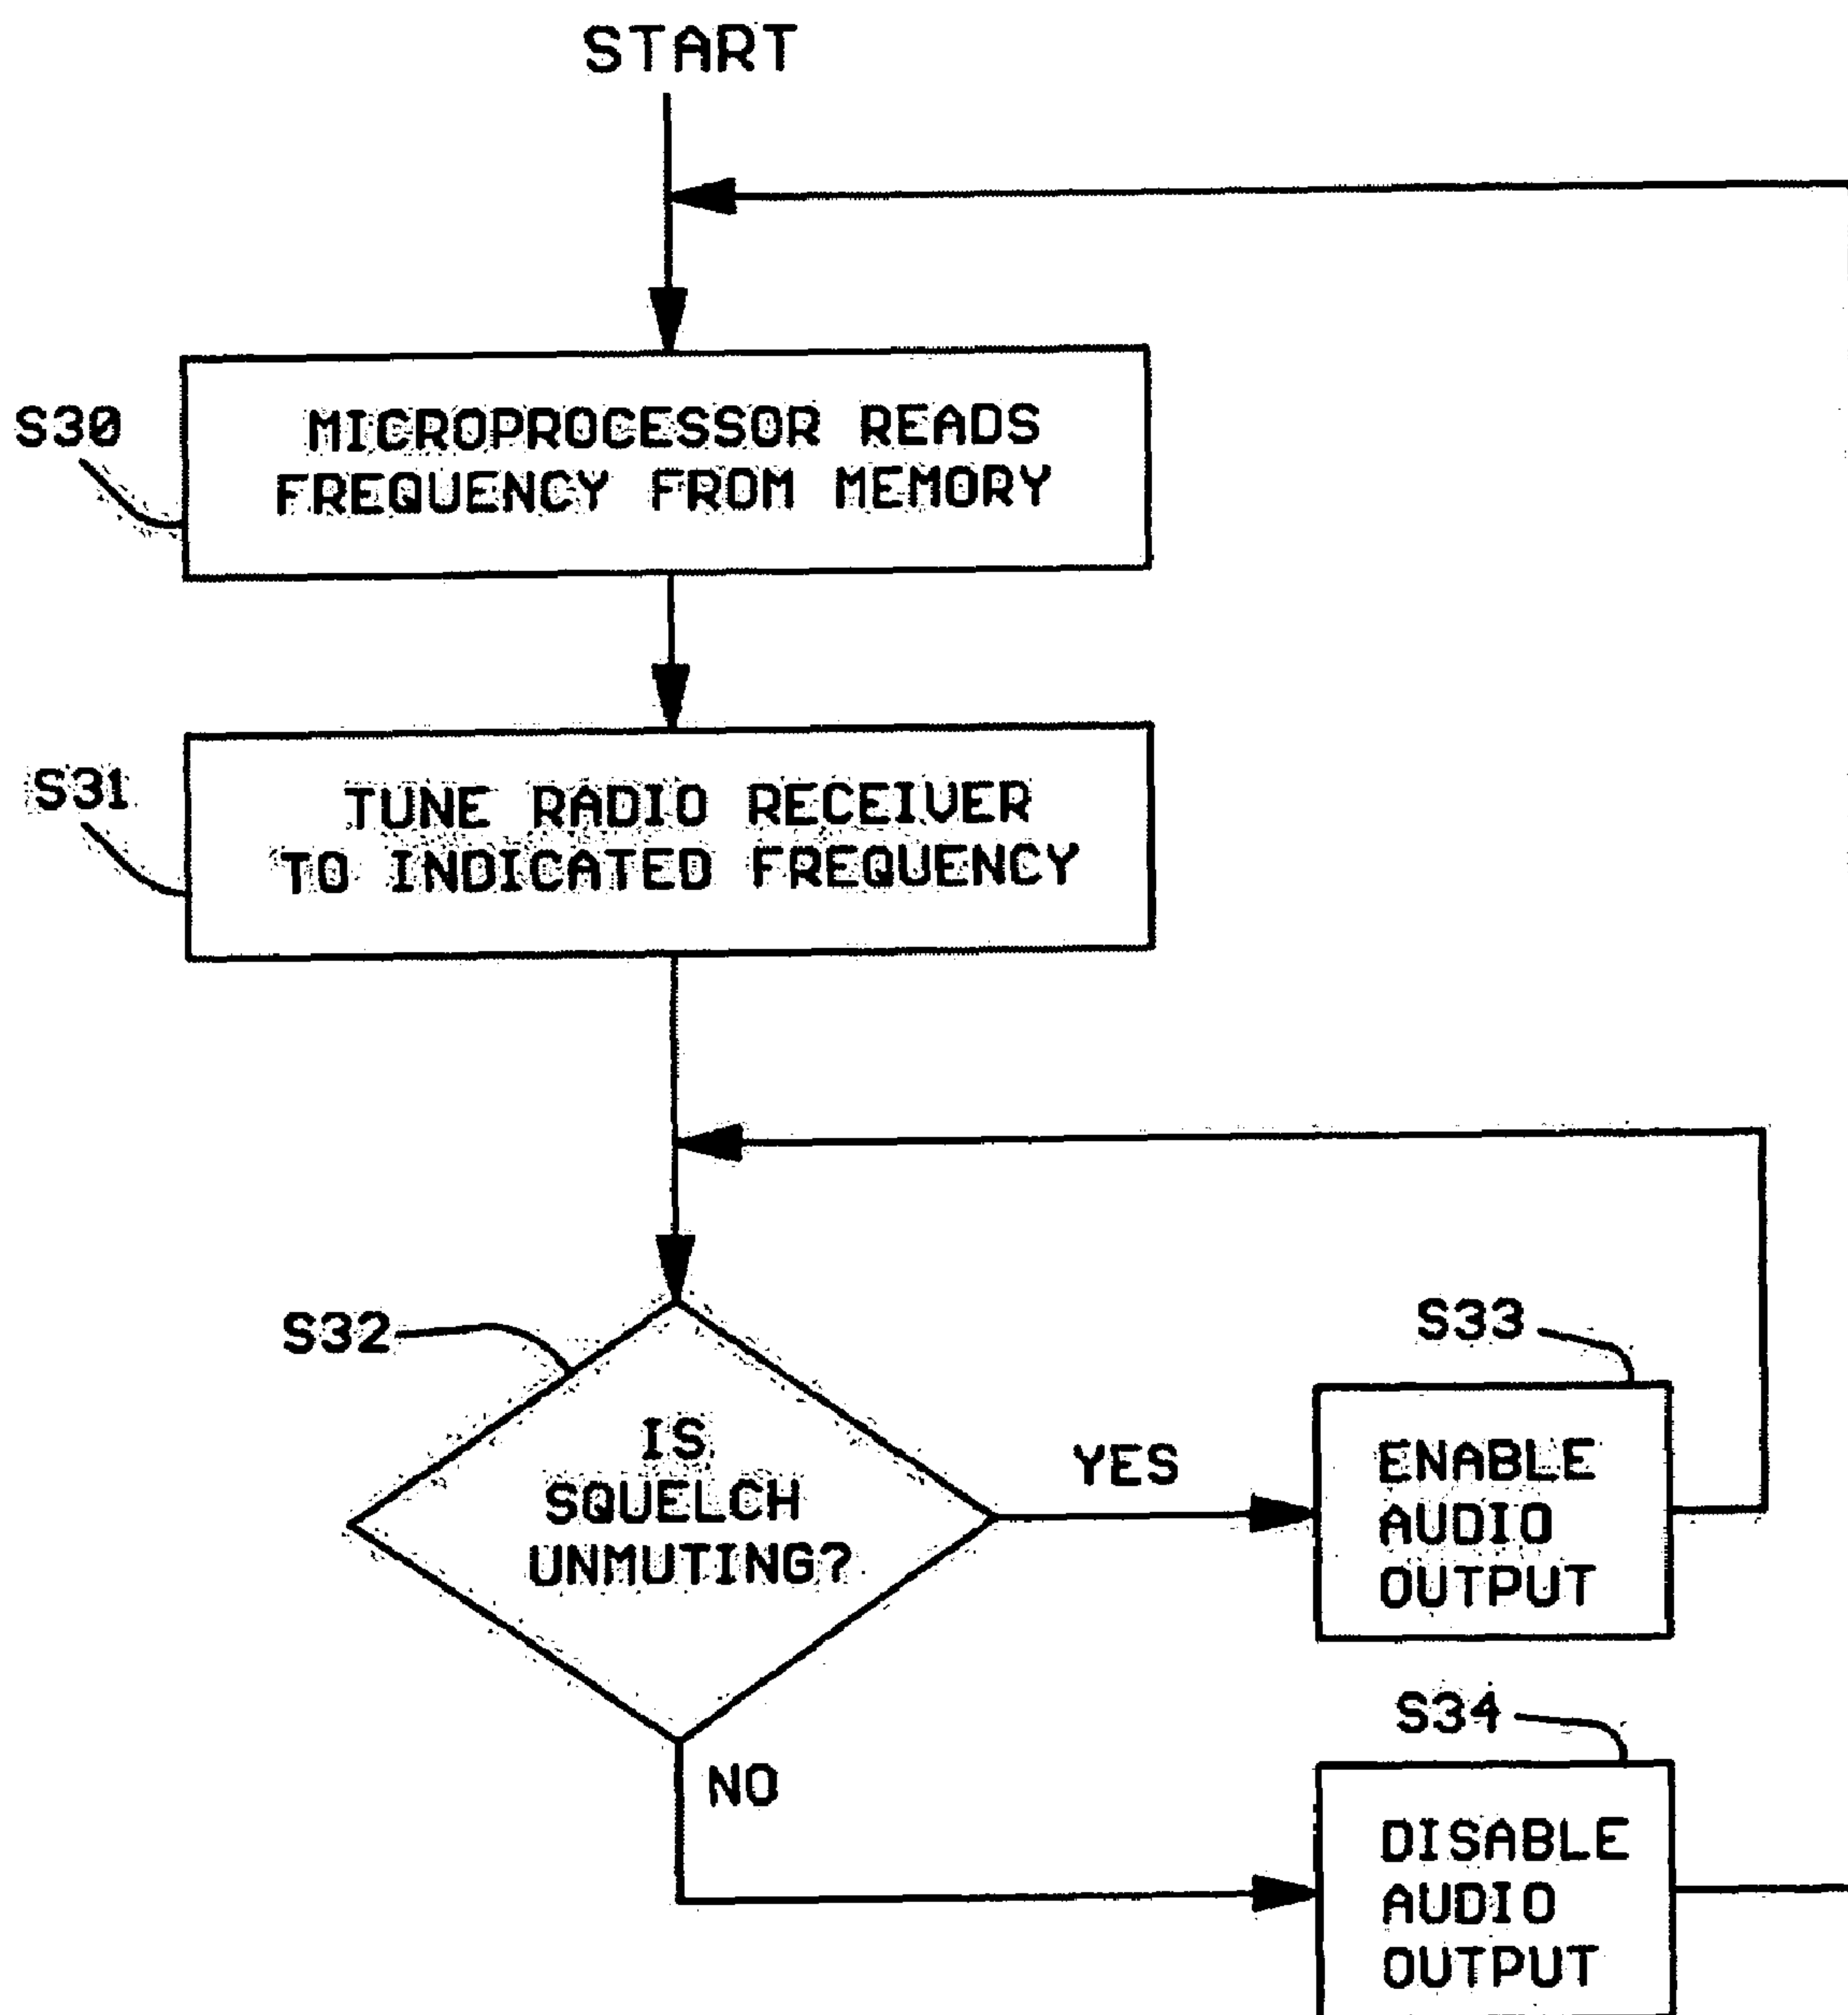 START
S30
MICROPROCESSOR READS
FREQUENCY FROM MEMORY
S31
TUNE RADIO RECEIVER
TO INDICATED FREQUENCY
S32
IS
SQUELCH
UNMUTING?
YES
S33
ENABLE
AUDIO
OUTPUT
NO
S34
DISABLE
AUDIO
OUTPUT